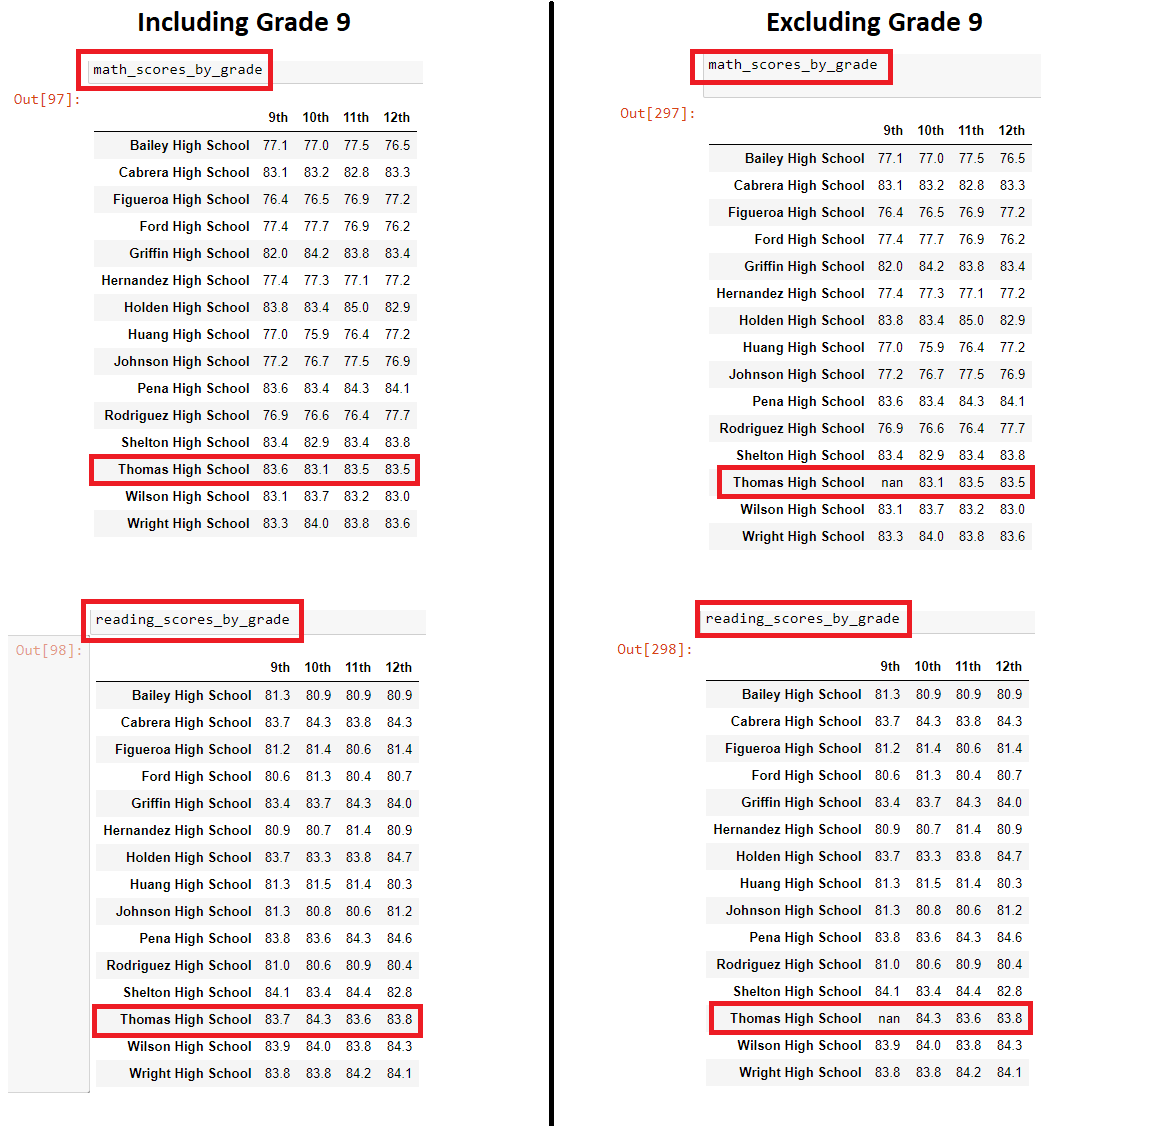 Including Grade 9
math_scores_by_grade
Out[97]:
9th 10th 11th 12th
Bailey High School 77.1 77.0 77.5 76.5
Cabrera High School 83.1 83.2 82.8 83.3
Figueroa High School 76.4 76.5 76.9 77.2
Ford High School 77.4 77.7 76.9 76.2
Griffin High School 82.0 84.2 83.8 83.4
Hernandez High School 77.4 77.3 77.1 77.2
Holden High School 83.8 83.4 85.0 82.9
Huang High School 77.0 75.9 76.4 77.2
Johnson High School 77.2 76.7 77.5 76.9
Pena High School 83.6 83.4 84.3 84.1
Rodriguez High School 76.9 76.6 76.4 77.7
Shelton High School 83.4 82.9 83.4 83.8
Thomas High School 83.6 83.1 83.5 83.5
Wilson High School 83.1 83.7 83.2 83.0
Wright High School 83.3 84.0 83.8 83.6
reading_scores_by_grade
Out[98]:
9th 10th 11th 12th
Bailey High School 81.3 80.9 80.9 80.9
Cabrera High School 83.7 84.3 83.8 84.3
Figueroa High School 81.2 81.4 80.6 81.4
Ford High School 80.6 81.3 80.4 80.7
Griffin High School 83.4 83.7 84.3 84.0
Hernandez High School 80.9 80.7 81.4 80.9
Holden High School 83.7 83.3 83.8 84.7
Huang High School 81.3 81.5 81.4 80.3
Johnson High School 81.3 80.8 80.6 81.2
Pena High School 83.8 83.6 84.3 84.6
Rodriguez High School 81.0 80.6 80.9 80.4
Shelton High School 84.1 83.4 84.4 82.8
Thomas High School 83.7 84.3 83.6 83.8
Wilson High School 83.9 84.0 83.8 84.3
Wright High School 83.8 83.8 84.2 84.1
Excluding Grade 9
math_scores_by_grade
Out[297]:
9th 10th 11th 12th
Bailey High School 77.1 77.0 77.5 76.5
Cabrera High School 83.1 83.2 82.8 83.3
Figueroa High School 76.4 76.5 76.9 77.2
Ford High School 77.4 77.7 76.9 76.2
Griffin High School 82.0 84.2 83.8 83.4
Hernandez High School 77.4 77.3 77.1 77.2
Holden High School 83.8 83.4 85.0 82.9
Huang High School 77.0 75.9 76.4 77.2
Johnson High School 77.2 76.7 77.5 76.9
Pena High School 83.6 83.4 84.3 84.1
Rodriguez High School 76.9 76.6 76.4 77.7
Shelton High School 83.4 82.9 83.4 83.8
Thomas High School nan 83.1 83.5 83.5
Wilson High School 83.1 83.7 83.2 83.0
Wright High School 83.3 84.0 83.8 83.6
reading_scores_by_grade
Out[298]:
9th 10th 11th 12th
Bailey High School 81.3 80.9 80.9 80.9
Cabrera High School 83.7 84.3 83.8 84.3
Figueroa High School 81.2 81.4 80.6 81.4
Ford High School 80.6 81.3 80.4 80.7
Griffin High School 83.4 83.7 84.3 84.0
Hernandez High School 80.9 80.7 81.4 80.9
Holden High School 83.7 83.3 83.8 84.7
Huang High School 81.3 81.5 81.4 80.3
Johnson High School 81.3 80.8 80.6 81.2
Pena High School 83.8 83.6 84.3 84.6
Rodriguez High School 81.0 80.6 80.9 80.4
Shelton High School 84.1 83.4 84.4 82.8
Thomas High School nan 84.3 83.6 83.8
Wilson High School 83.9 84.0 83.8 84.3
Wright High School 83.8 83.8 84.2 84.1